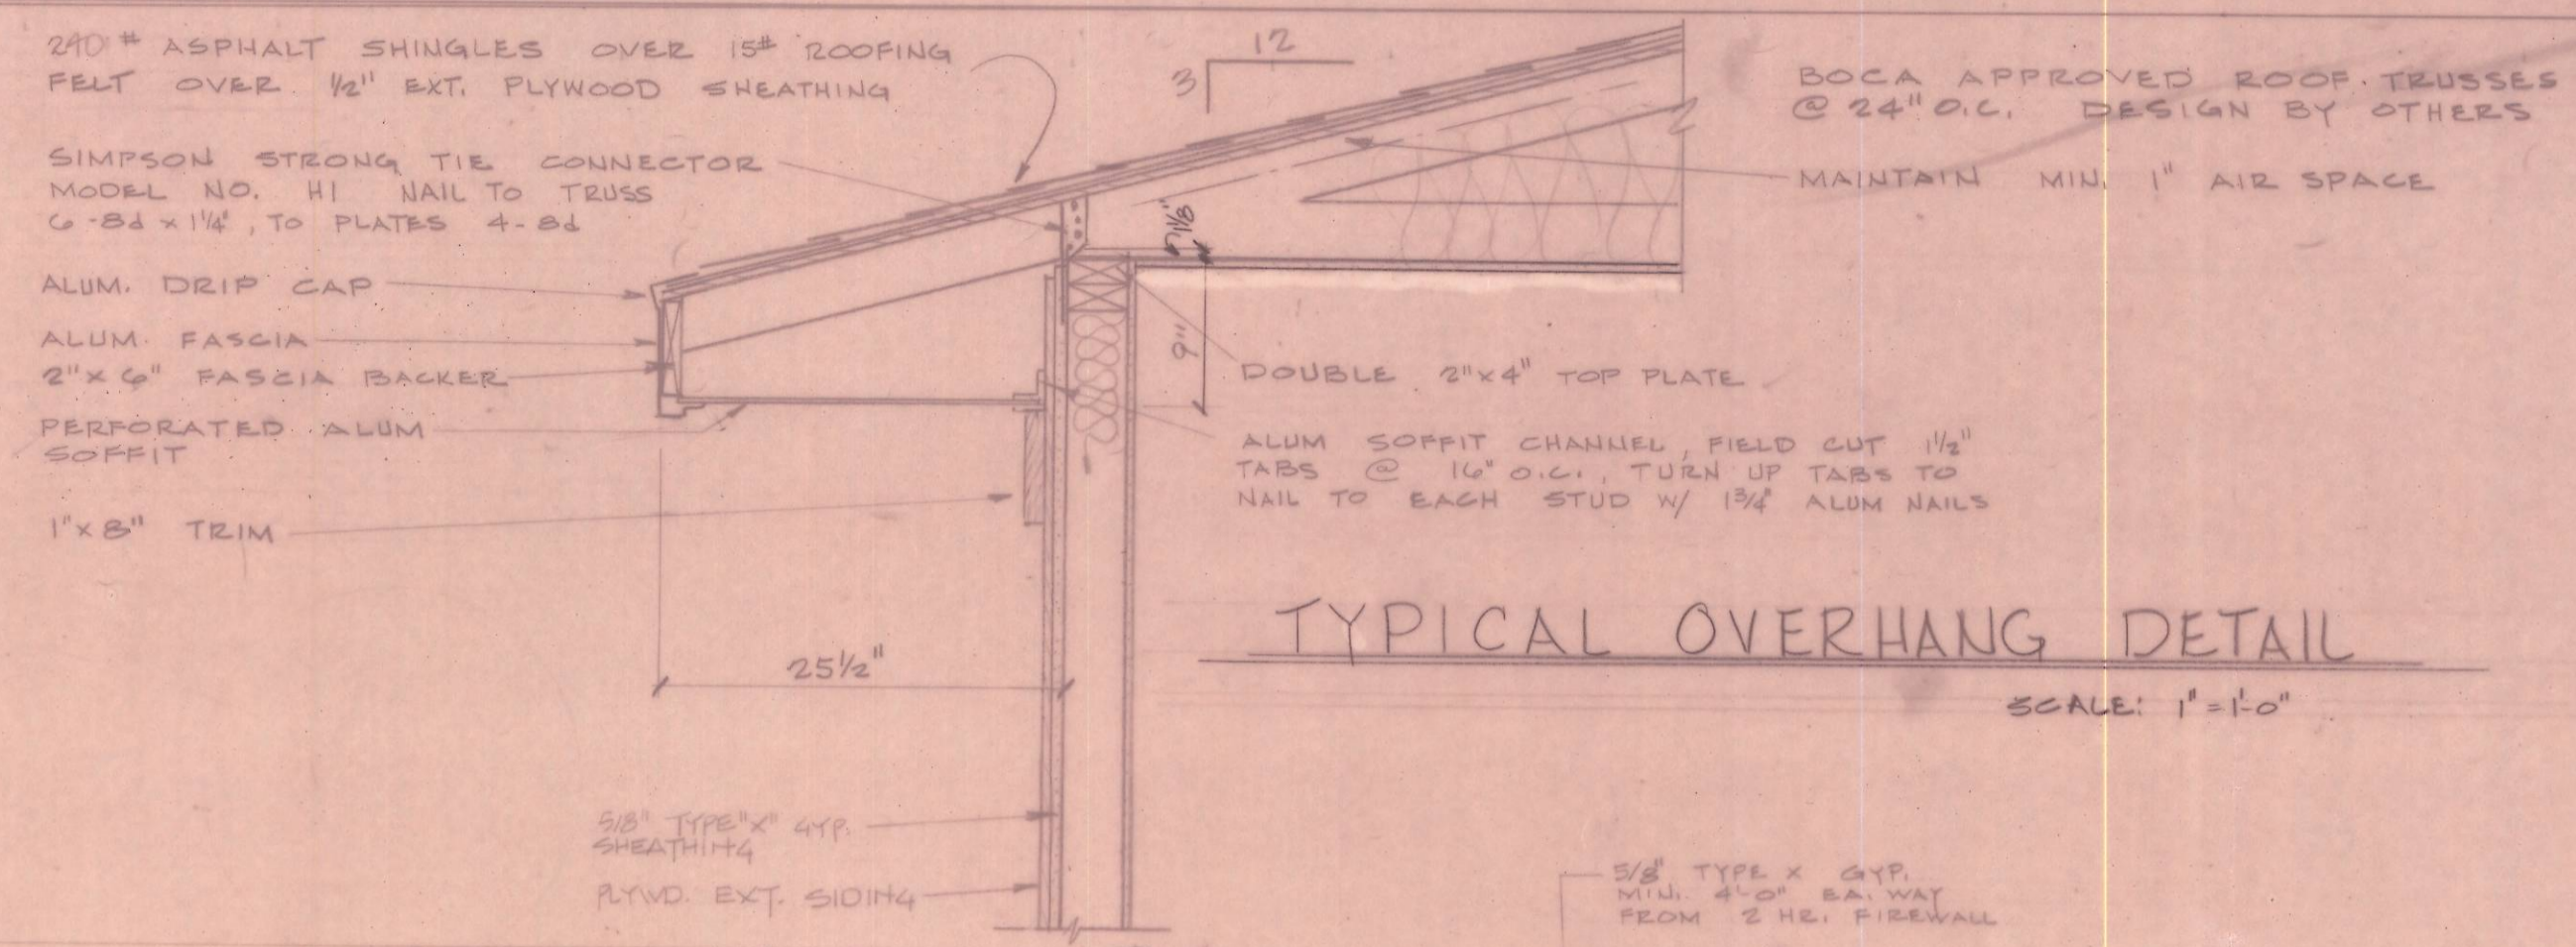 240 # ASPHALT SHINGLES OVER 15# ROOFING
FELT OVER 1/2" EXT. PLYWOOD SHEATHING
SIMPSON STRONG TIE CONNECTOR
MODEL NO. H1 NAIL TO TRUSS
6-8d x 1 1/4", TO PLATES 4-8d
ALUM. DRIP CAP
ALUM. FASCIA
2"x 6" FASCIA BACKER
PERFORATED ALUM
SOFFIT
1"x 8" TRIM
12
3
BOCA APPROVED ROOF TRUSSES
@ 24" O.C. DESIGN BY OTHERS
MAINTAIN MIN. 1" AIR SPACE
9"
DOUBLE 2"x4" TOP PLATE
ALUM SOFFIT CHANNEL, FIELD CUT 1 1/2"
TABS @ 16" O.C., TURN UP TABS TO
NAIL TO EACH STUD W/ 1 3/4" ALUM NAILS
25 1/2"
TYPICAL OVERHANG DETAIL
SCALE: 1" = 1'-0"
5/8" TYPE "X" GYP.
SHEATHING
PLYWD. EXT. SIDING
5/8" TYPE X GYP.
MIN. 4'-0" EA. WAY
FROM 2 HR. FIREWALL